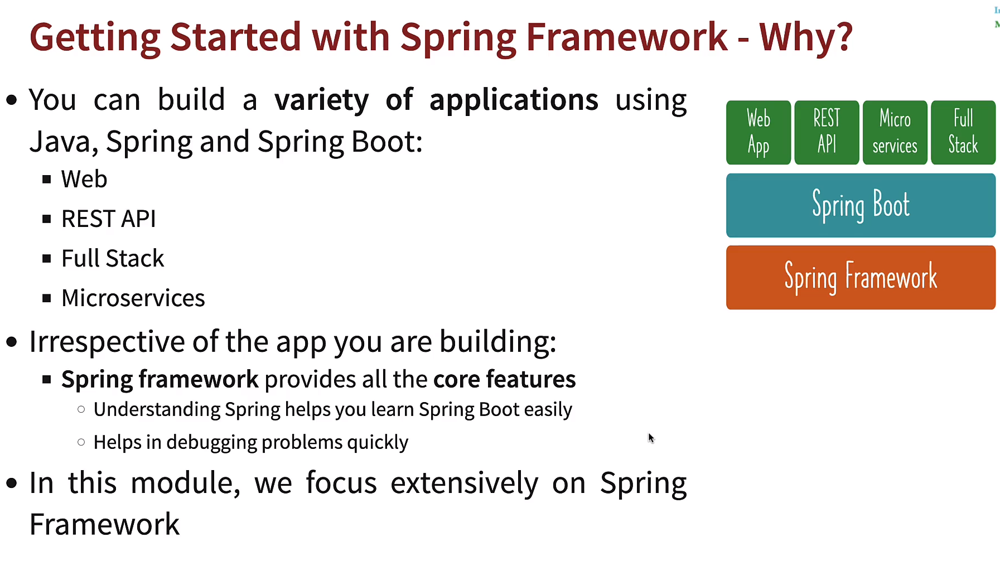 Getting Started with Spring Framework - Why?
You can build a variety of applications using
Java, Spring and Spring Boot:
Web
REST API
Full Stack
Microservices
Irrespective of the app you are building:
Spring framework provides all the core features
Understanding Spring helps you learn Spring Boot easily
Helps in debugging problems quickly
In this module, we focus extensively on Spring
Framework
Web
App
REST
API
Micro
services
Full
Stack
Spring Boot
Spring Framework